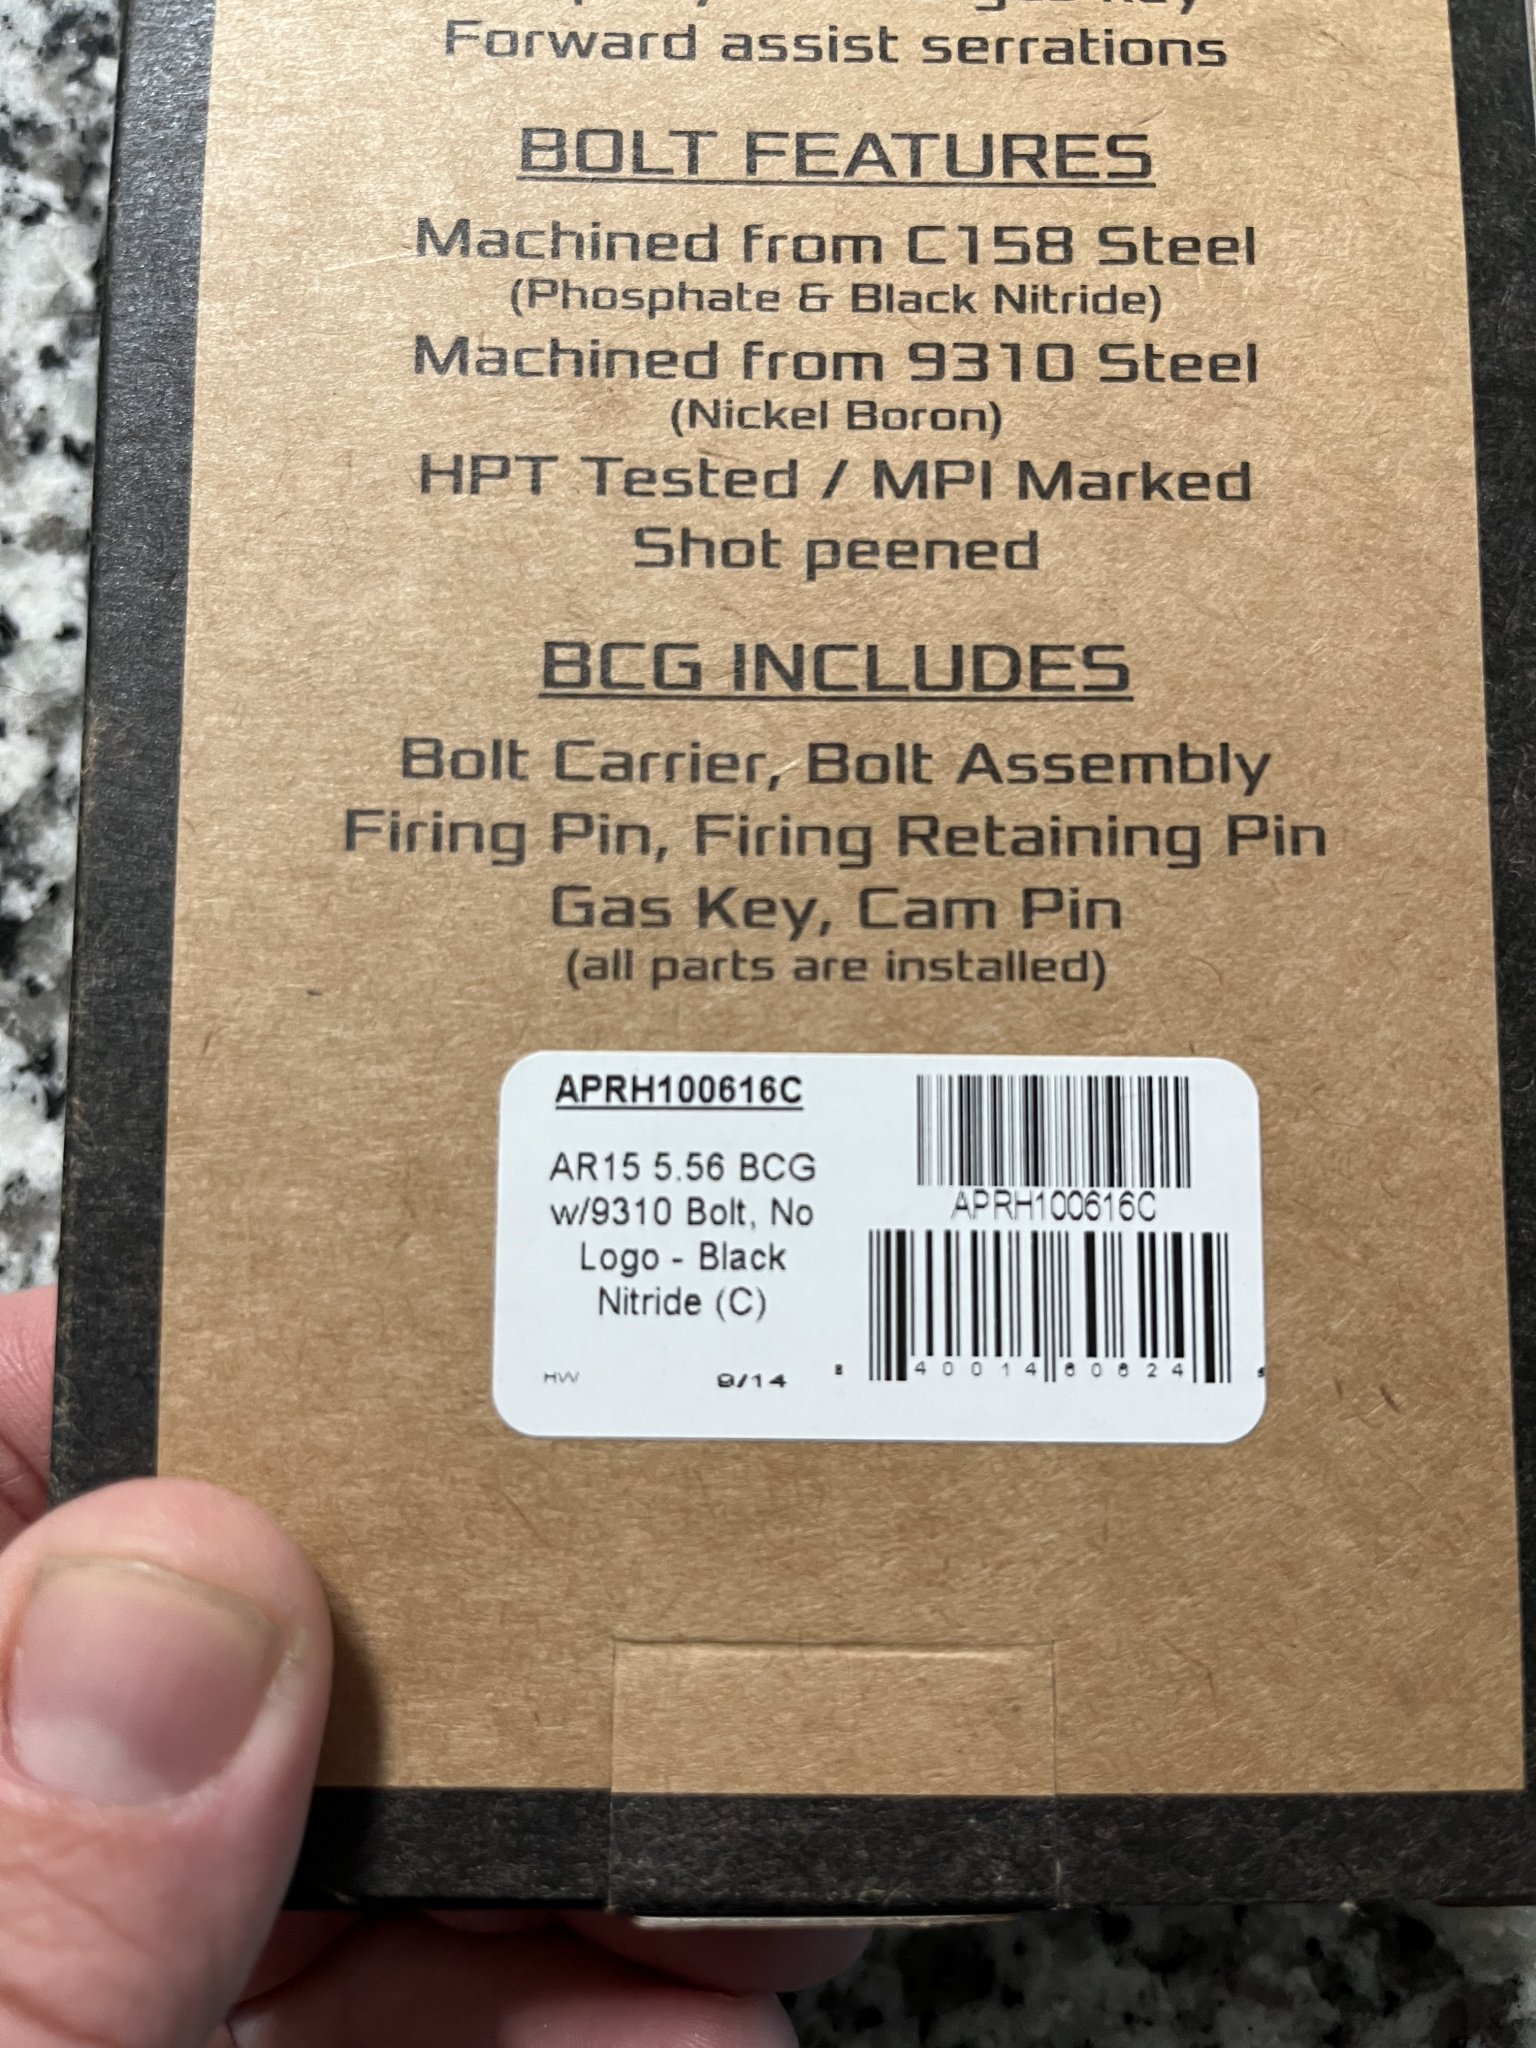 Forward assist serrations
BOLT FEATURES
Machined from C158 Steel
(Phosphate & Black Nitride)
Machined from 9310 Steel
(Nickel Boron)
HPT Tested / MPI Marked
Shot peened
BCG INCLUDES
Bolt Carrier, Bolt Assembly
Firing Pin, Firing Retaining Pin
Gas Key, Cam Pin
(all parts are installed)
APRH100616C
AR15 5.56 BCG
w/9310 Bolt, No
Logo - Black
Nitride (C)
HW 9/14
APRH100616C
8 40014 60624